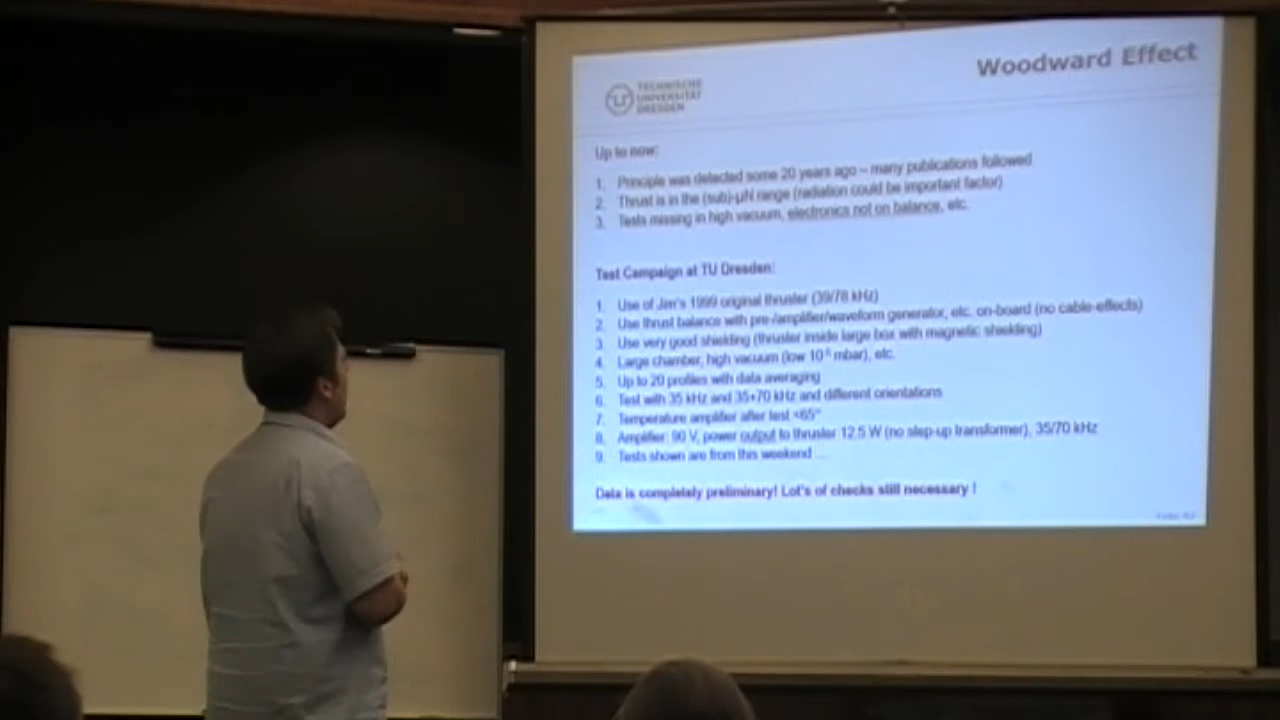 Woodward Effect
TECHNISCHE
UNIVERSITÄT
DRESDEN
Up to now:
1. Principle was detected some 20 years ago – many publications followed
2. Thrust is in the (sub)-µN range (radiation could be important factor)
3. Tests missing in high vacuum, electronics not on balance, etc.
Test Campaign at TU Dresden:
1. Use of Jim's 1999 original thruster (39/78 kHz)
2. Use thrust balance with pre-/amplifier/waveform generator, etc. on-board (no cable-effects)
3. Use very good shielding (thruster inside large box with magnetic shielding)
4. Large chamber, high vacuum (low 10 mbar), etc.
5. Up to 20 profiles with data averaging
6. Test with 35 kHz and 35+70 kHz and different orientations
7. Temperature amplifier after test <65°
8. Amplifier: 90 V, power output to thruster 12.5 W (no step-up transformer), 35/70 kHz
9. Tests shown are from this weekend ...
Data is completely preliminary! Lot's of checks still necessary !